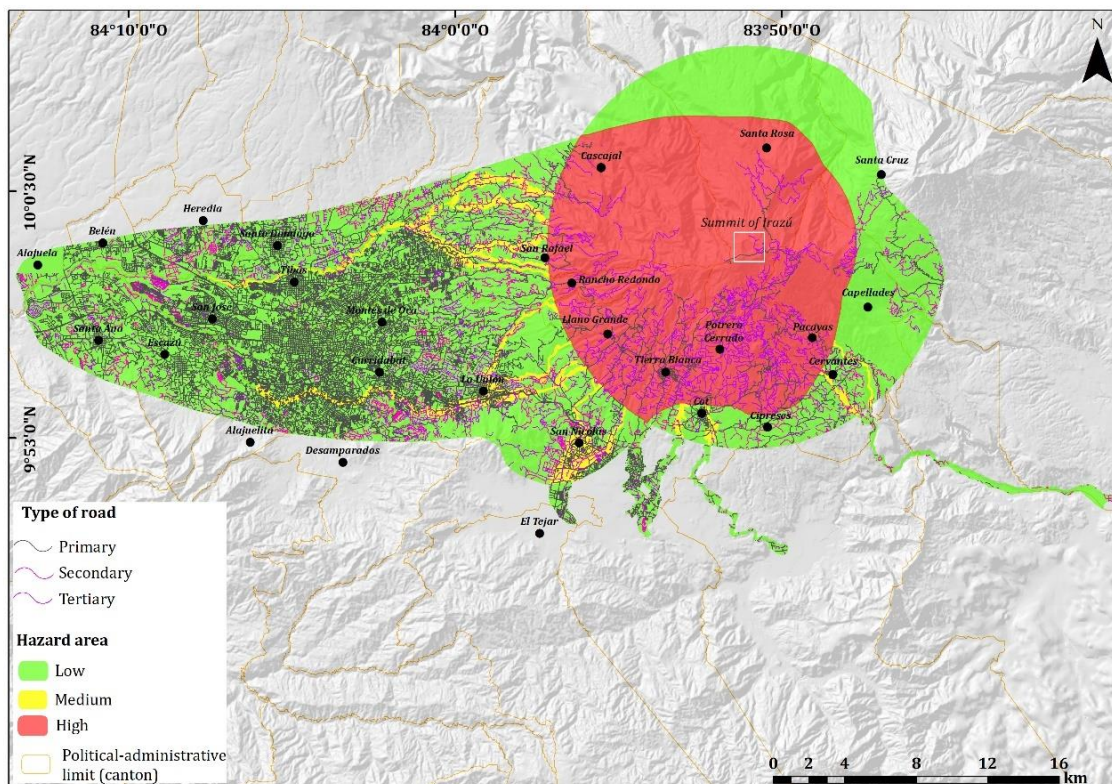 84°10'0"O
84°0'0"O
83°50'0"O
N
10°0'30"N
9°53'0"N
Santa Rosa
Cascajal
Santa Cruz
Heredia
Summit of Irazú
Belén
Santo Domingo
Alajuela
San Rafael
Tibás
Rancho Redondo
Capellades
San José
Montes de Oca
Llano Grande
Santa Ana
Potrero
Cerrado
Pacayas
Escazú
Curridabat
Tierra Blanca
Cervantes
La Unión
Cot
Cipreses
Alajuelita
San Nicolás
Desamparados
El Tejar
Type of road
Primary
Secondary
Tertiary
Hazard area
Low
Medium
High
Political-administrative
limit (canton)
0 2 4 8 12 16
km